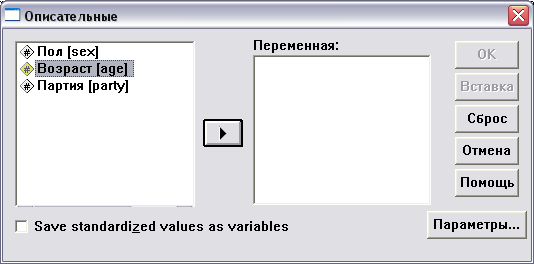 Описательные
Пол [sex]
Возраст [age]
Партия [party]
Переменная:
OK
Вставка
Сброс
Отмена
Помощь
Save standardized values as variables
Параметры...